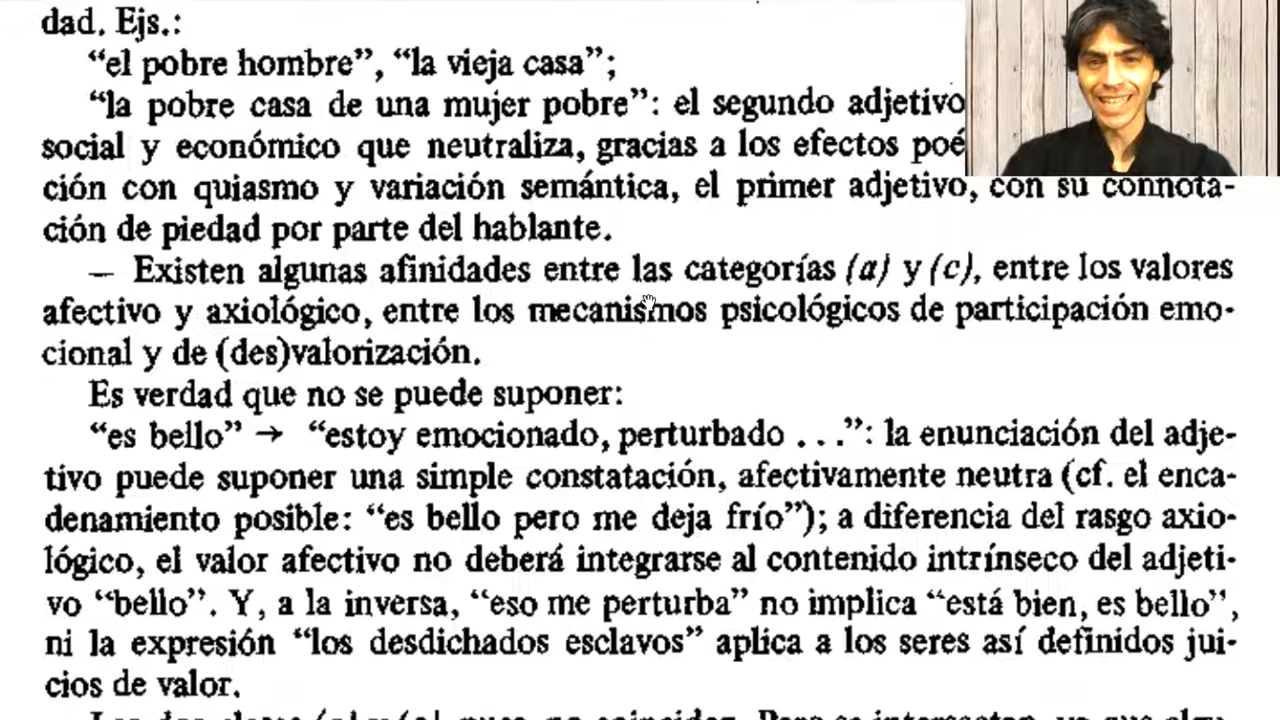 dad. Ejs.:
“el pobre hombre”, “la vieja casa”;
“la pobre casa de una mujer pobre”: el segundo adjetivo
social y económico que neutraliza, gracias a los efectos poé
ción con quiasmo y variación semántica, el primer adjetivo, con su connota-
ción de piedad por parte del hablante.
— Existen algunas afinidades entre las categorías (a) y (c), entre los valores
afectivo y axiológico, entre los mecanismos psicológicos de participación emo-
cional y de (des)valorización.
Es verdad que no se puede suponer:
“es bello” → “estoy emocionado, perturbado . . .”: la enunciación del adje-
tivo puede suponer una simple constatación, afectivamente neutra (cf. el enca-
denamiento posible: “es bello pero me deja frío”); a diferencia del rasgo axio-
lógico, el valor afectivo no deberá integrarse al contenido intrínseco del adjeti-
vo “bello”. Y, a la inversa, “eso me perturba” no implica “está bien, es bello”,
ni la expresión “los desdichados esclavos” aplica a los seres así definidos jui-
cios de valor.